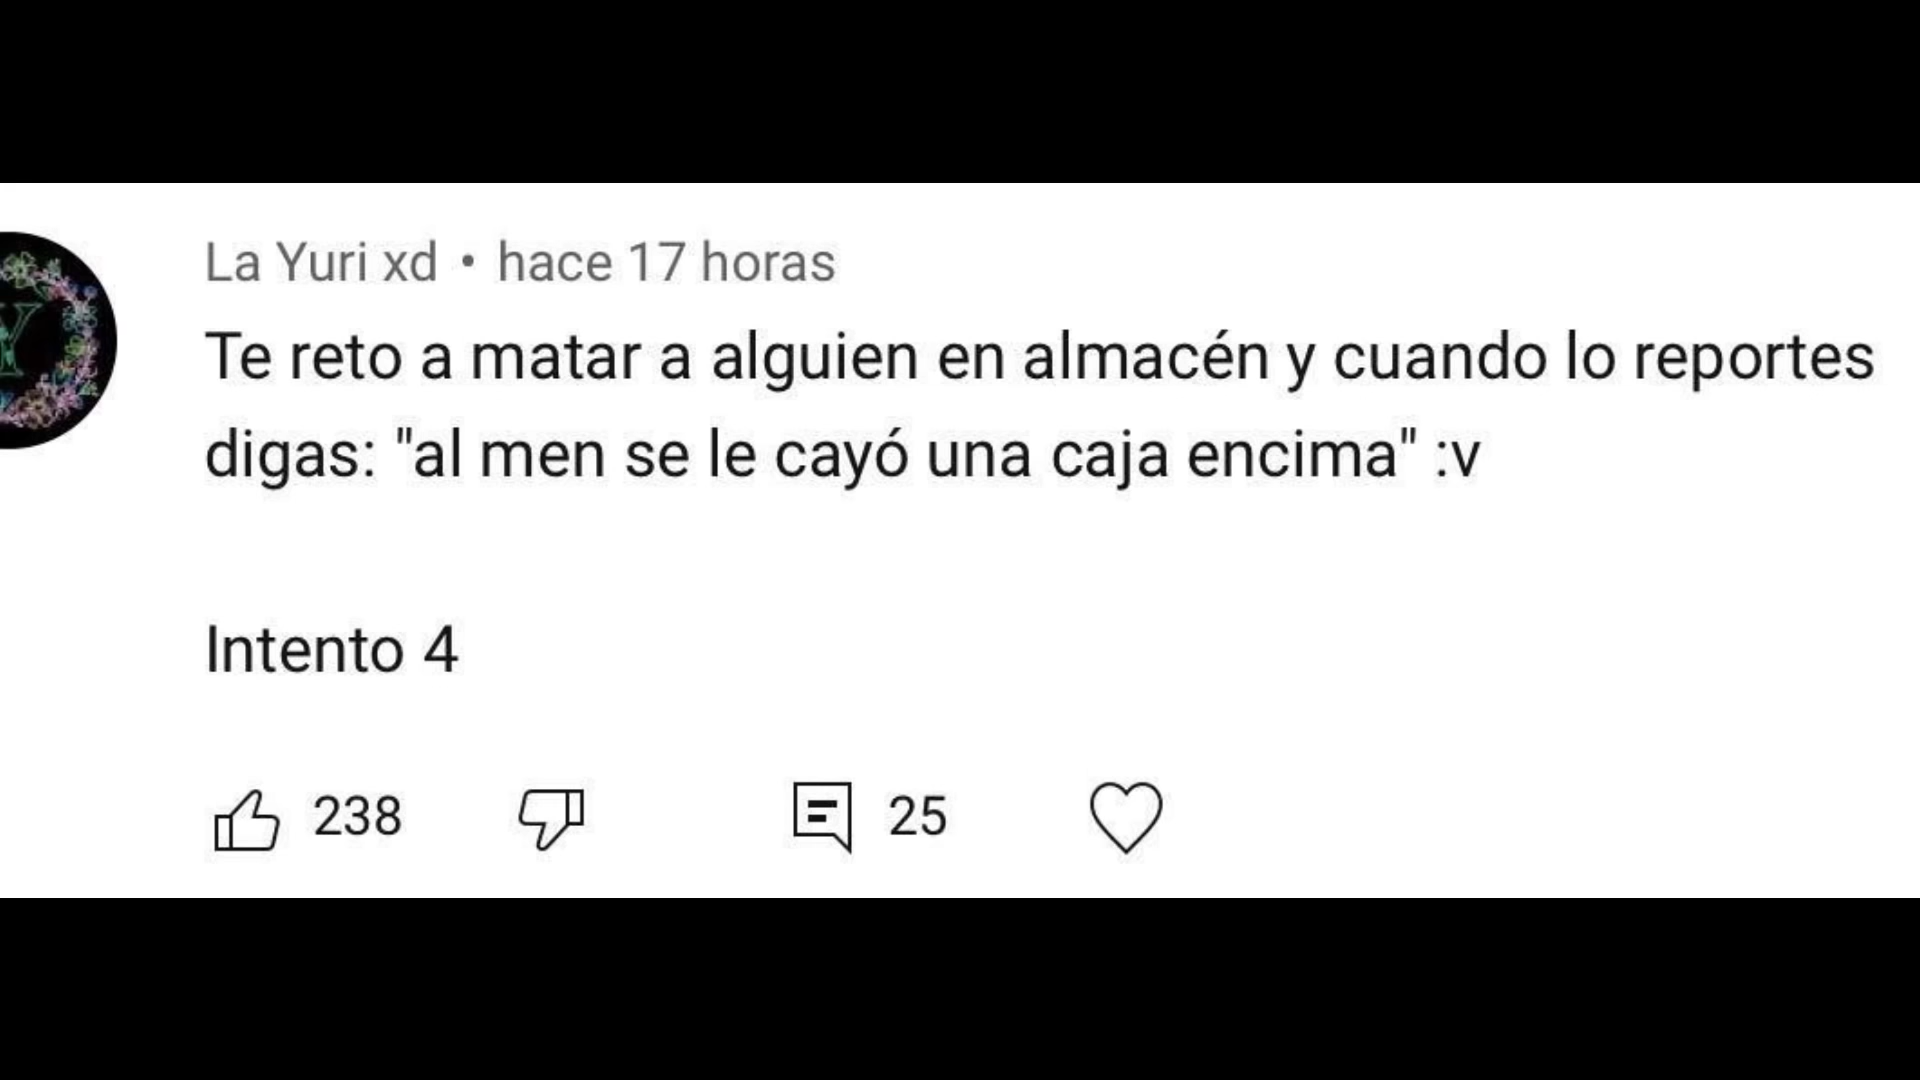 La Yuri xd • hace 17 horas
Te reto a matar a alguien en almacén y cuando lo reportes
digas: "al men se le cayó una caja encima" :v
Intento 4
238
25